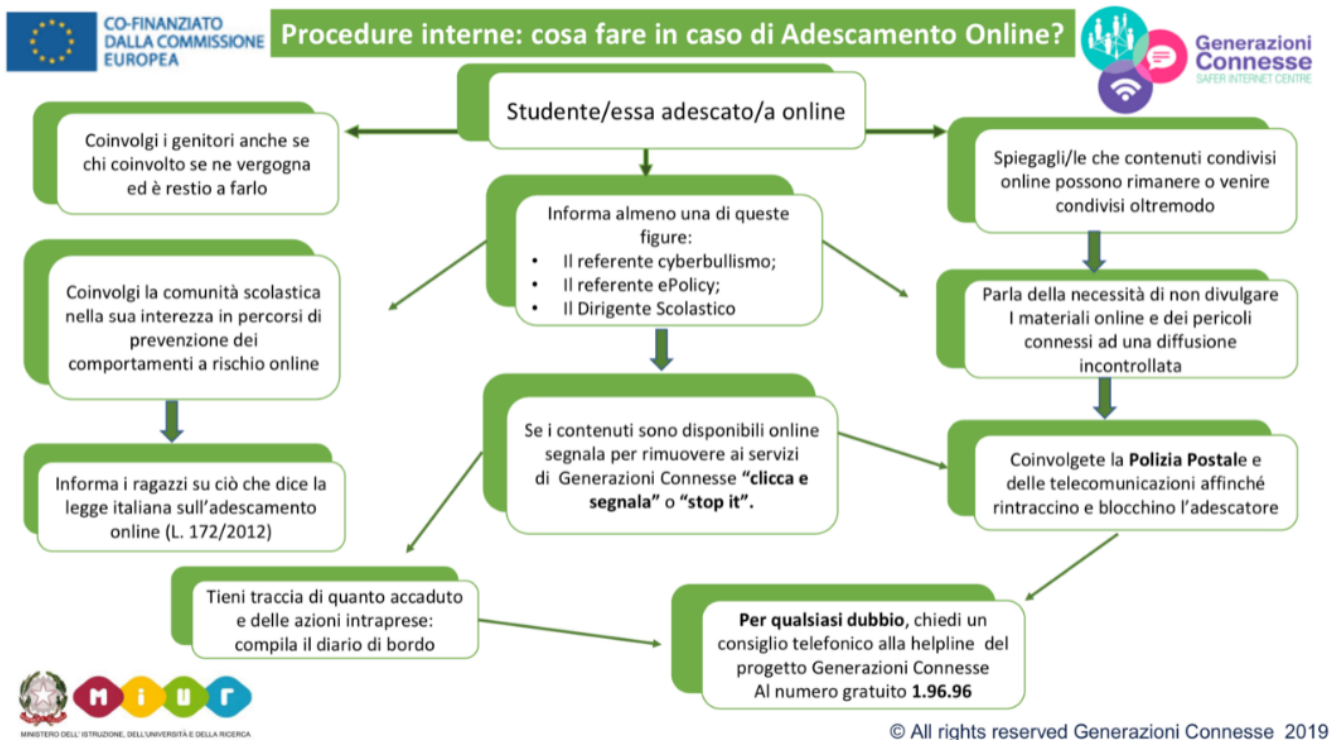 CO-FINANZIATO
DALLA COMMISSIONE
EUROPEA
Procedure interne: cosa fare in caso di Adescamento Online?
Generazioni
Connesse
SAFER INTERNET CENTRE
Studente/essa adescato/a online
Coinvolgi i genitori anche se
chi coinvolto se ne vergogna
ed è restio a farlo
Spiegagli/le che contenuti condivisi
online possono rimanere o venire
condivisi oltremodo
Informa almeno una di queste
figure:
• Il referente cyberbullismo;
• Il referente ePolicy;
• Il Dirigente Scolastico
Coinvolgi la comunità scolastica
nella sua interezza in percorsi di
prevenzione dei
comportamenti a rischio online
Parla della necessità di non divulgare
I materiali online e dei pericoli
connessi ad una diffusione
incontrollata
Se i contenuti sono disponibili online
segnala per rimuovere ai servizi
di Generazioni Connesse “clicca e
segnala” o “stop it”.
Informa i ragazzi su ciò che dice la
legge italiana sull’adescamento
online (L. 172/2012)
Coinvolgete la Polizia Postale e
delle telecomunicazioni affinché
rintraccino e blocchino l’adescatore
Tieni traccia di quanto accaduto
e delle azioni intraprese:
compila il diario di bordo
Per qualsiasi dubbio, chiedi un
consiglio telefonico alla helpline del
progetto Generazioni Connesse
Al numero gratuito 1.96.96
miur
MINISTERO DELL' ISTRUZIONE, DELL'UNIVERSITÀ E DELLA RICERCA
© All rights reserved Generazioni Connesse 2019